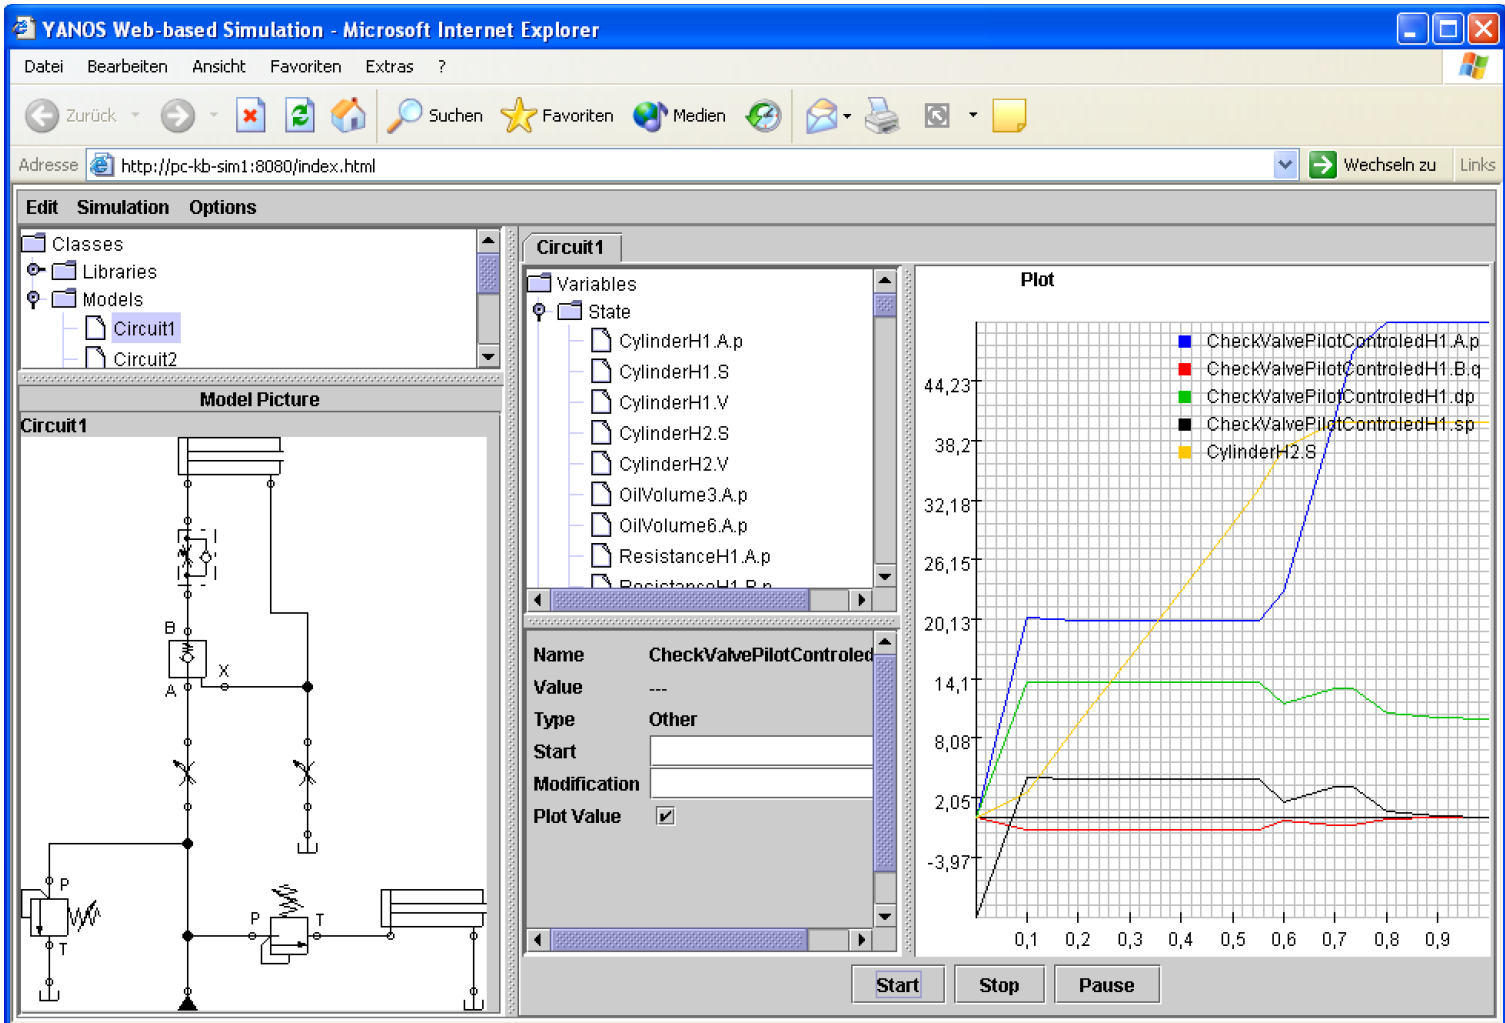 YANOS Web-based Simulation - Microsoft Internet Explorer
Datei Bearbeiten Ansicht Favoriten Extras ?
Zurück Suchen Favoriten Medien
Adresse http://pc-kb-sim1:8080/index.html Wechseln zu Links
Edit Simulation Options
Classes
Libraries
Models
Circuit1
Circuit2
Model Picture
Circuit1
B
X
A
P
T
P
T
Circuit1
Variables
State
CylinderH1.A.p
CylinderH1.S
CylinderH1.V
CylinderH2.S
CylinderH2.V
OilVolume3.A.p
OilVolume6.A.p
ResistanceH1.A.p
ResistanceH1.B.p
Name CheckValvePilotControled
Value ---
Type Other
Start
Modification
Plot Value
Plot
CheckValvePilotControledH1.A.p
CheckValvePilotControledH1.B.q
CheckValvePilotControledH1.dp
CheckValvePilotControledH1.sp
CylinderH2.S
44,23
38,2
32,18
26,15
20,13
14,1
8,08
2,05
-3,97
0,1 0,2 0,3 0,4 0,5 0,6 0,7 0,8 0,9
Start Stop Pause